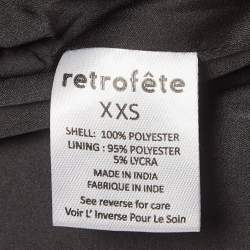 retrofête
XXS
SHELL: 100% POLYESTER
LINING : 95% POLYESTER
5% LYCRA
MADE IN INDIA
FABRIQUE EN INDE
See reverse for care
Voir L' Inverse Pour Le Soin